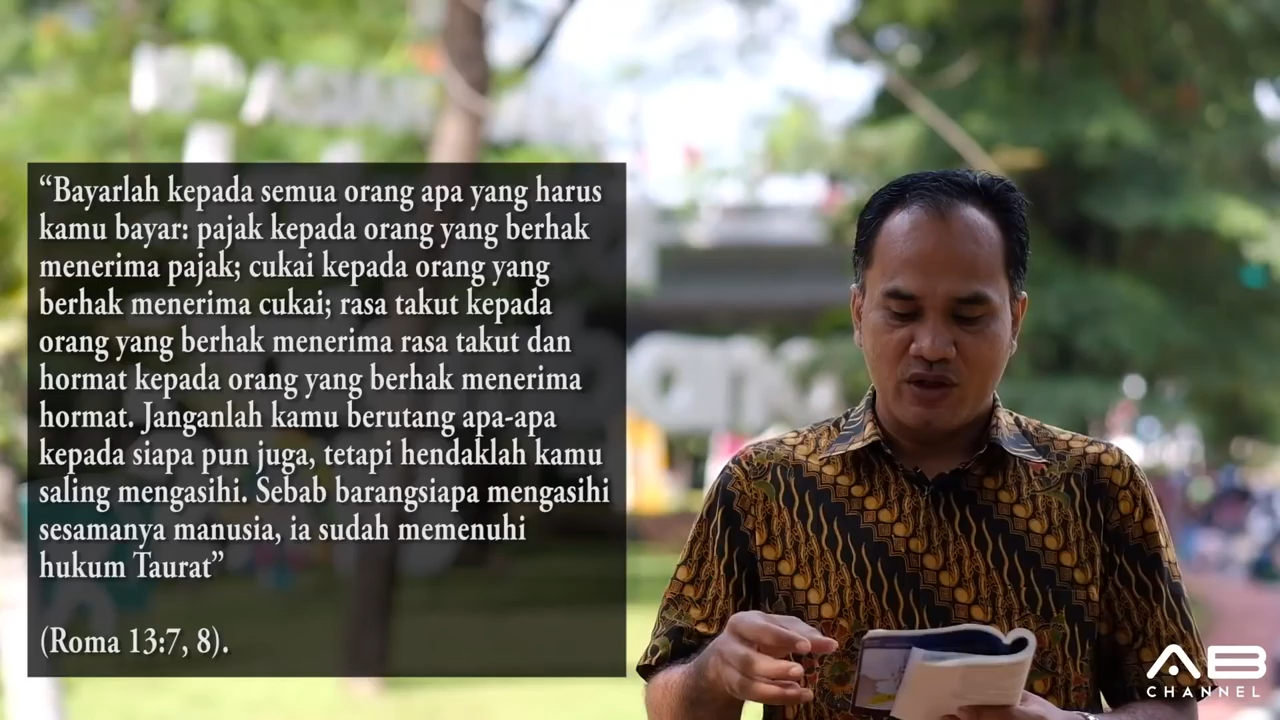 “Bayarlah kepada semua orang apa yang harus
kamu bayar: pajak kepada orang yang berhak
menerima pajak; cukai kepada orang yang
berhak menerima cukai; rasa takut kepada
orang yang berhak menerima rasa takut dan
hormat kepada orang yang berhak menerima
hormat. Janganlah kamu berutang apa-apa
kepada siapa pun juga, tetapi hendaklah kamu
saling mengasihi. Sebab barangsiapa mengasihi
sesamanya manusia, ia sudah memenuhi
hukum Taurat”
(Roma 13:7, 8).
AB
CHANNEL